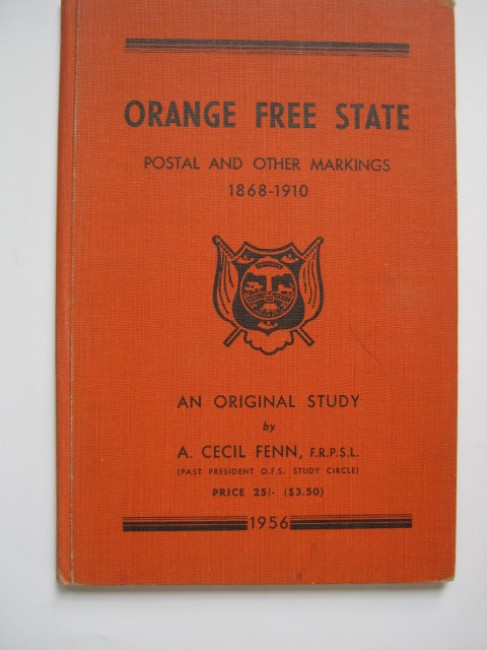 ORANGE FREE STATE
POSTAL AND OTHER MARKINGS
1868-1910
AN ORIGINAL STUDY
by
A. CECIL FENN, F.R.P.S.L.
(PAST PRESIDENT O.F.S. STUDY CIRCLE)
PRICE 25/- ($3.50)
1956